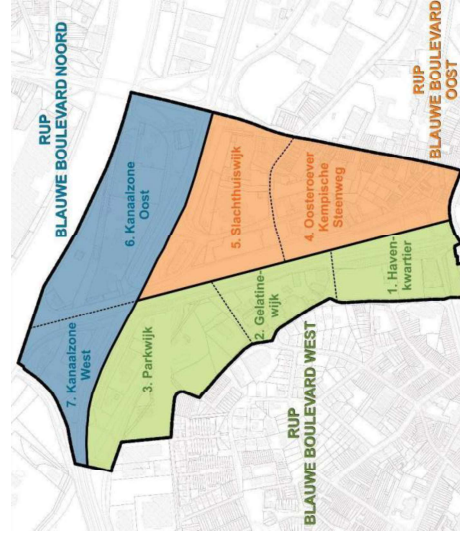 RUP
BLAUWE BOULEVARD NOORD
7. Kanaalzone
West
6. Kanaalzone
Oost
3. Parkwijk
5. Slachthuiswijk
2. Gelatine-
wijk
4. Oosteroever
Kempische
Steenweg
1. Haven-
kwartier
RUP
BLAUWE BOULEVARD WEST
RUP
BLAUWE BOULEVARD
OOST